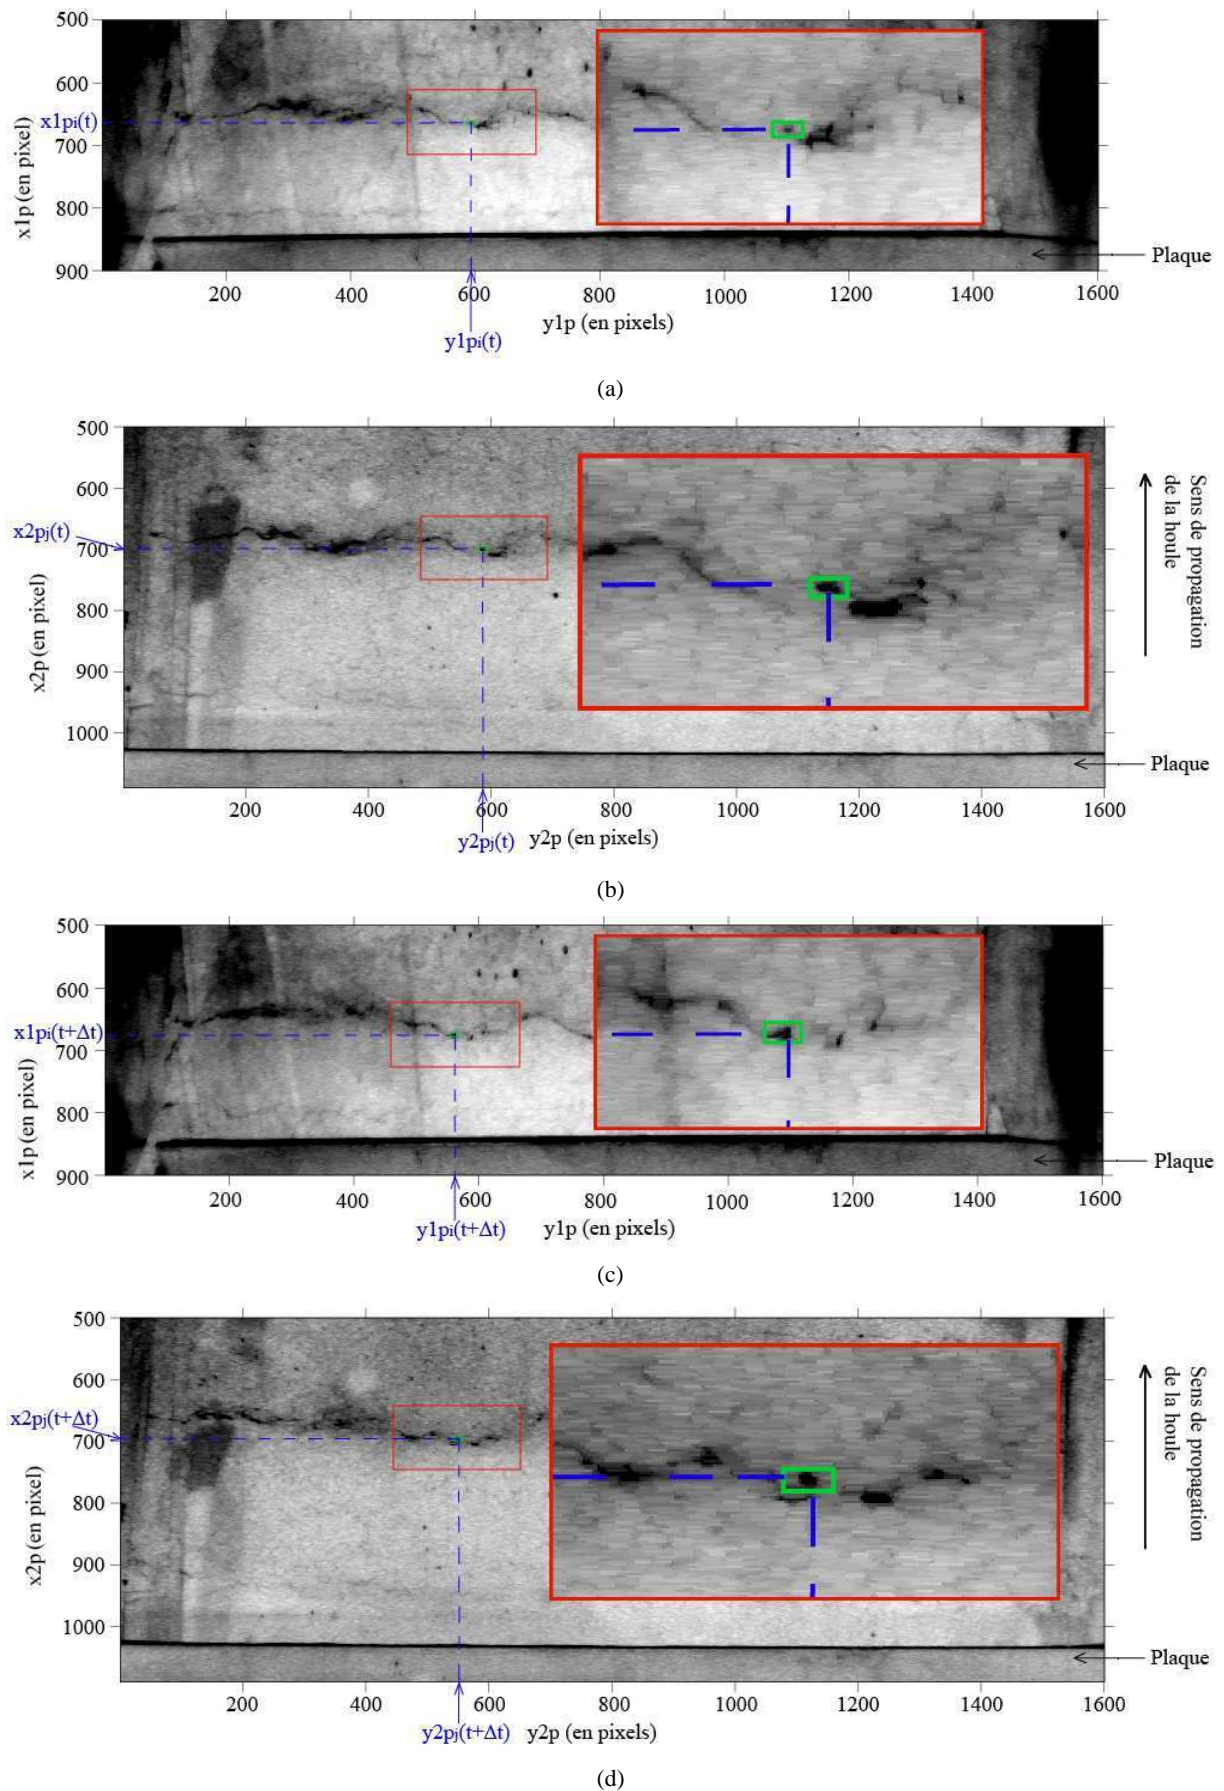 500
600
x1pi(t)
700
800
900
x1p (en pixel)
Plaque
200 400 600 800 1000 1200 1400 1600
y1p (en pixels)
y1pi(t)
(a)
500
600
x2pj(t)
700
800
900
1000
x2p (en pixel)
Sens de propagation
de la houle
Plaque
200 400 600 800 1000 1200 1400 1600
y2pj(t) y2p (en pixels)
(b)
500
600
x1pi(t+Δt)
700
800
900
x1p (en pixel)
Plaque
200 400 600 800 1000 1200 1400 1600
y1pi(t+Δt) y1p (en pixels)
(c)
500
600
x2pj(t+Δt)
700
800
900
1000
x2p (en pixel)
Sens de propagation
de la houle
Plaque
200 400 600 800 1000 1200 1400 1600
y2pj(t+Δt) y2p (en pixels)
(d)